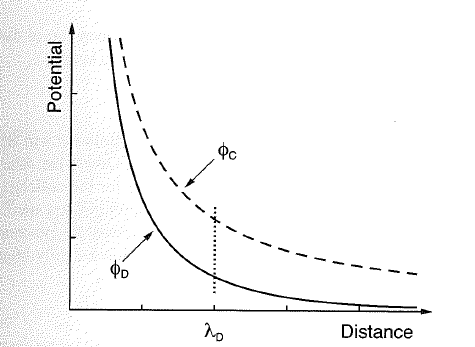 Potential
ϕC
ϕD
λD
Distance